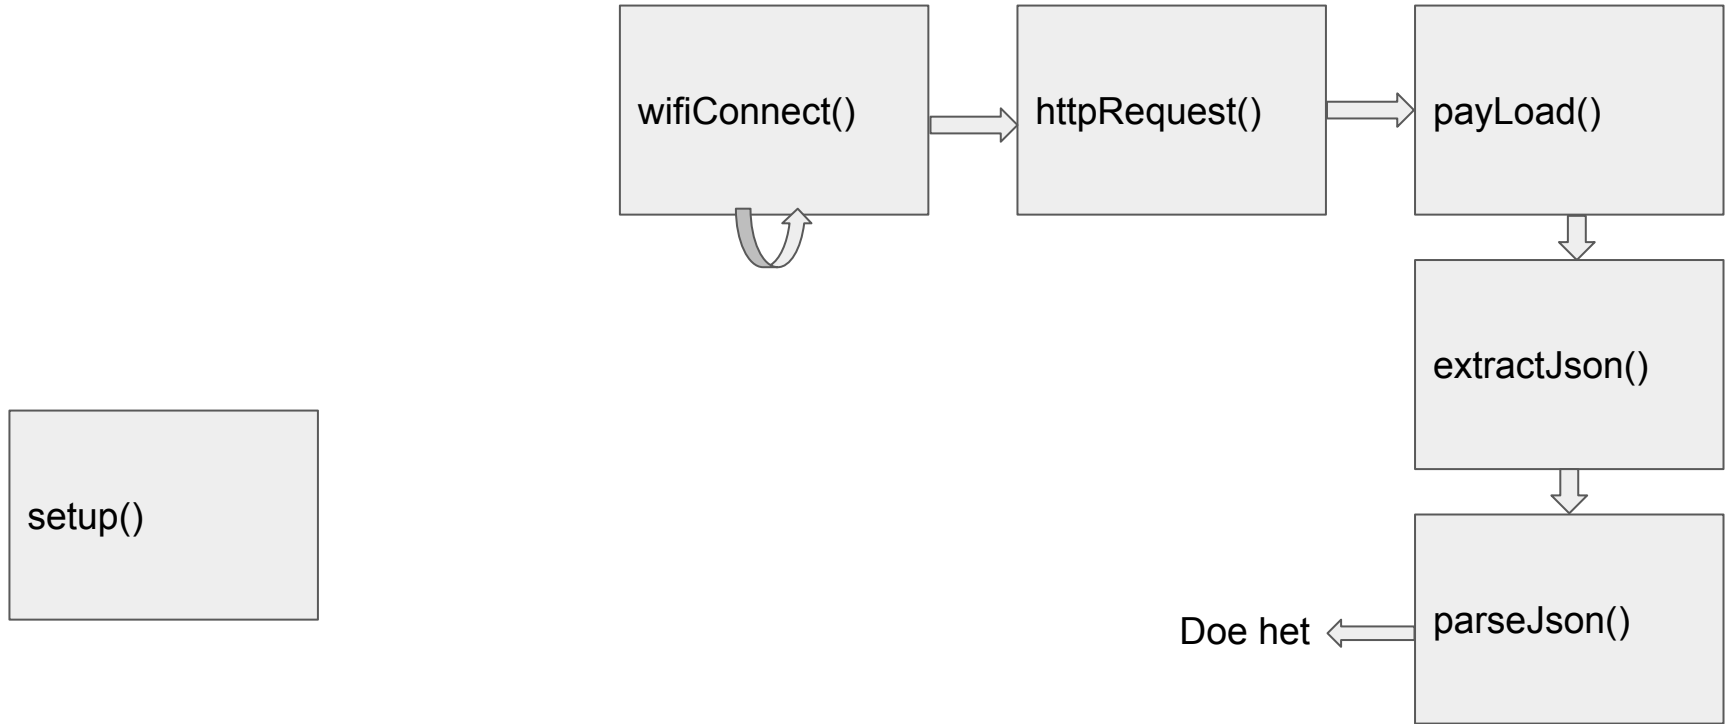 wifiConnect()
httpRequest()
payLoad()
extractJson()
setup()
parseJson()
Doe het